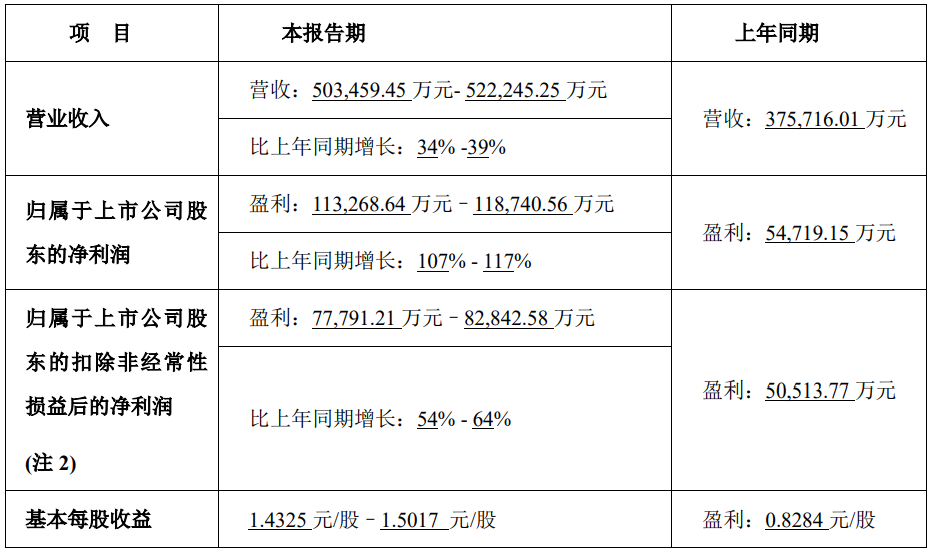 项 目
本报告期
上年同期
营业收入
营收：503,459.45 万元- 522,245.25 万元
比上年同期增长：34% -39%
营收：375,716.01 万元
归属于上市公司股
东的净利润
盈利：113,268.64 万元－118,740.56 万元
比上年同期增长：107% - 117%
盈利：54,719.15 万元
归属于上市公司股
东的扣除非经常性
损益后的净利润
(注 2)
盈利：77,791.21 万元－82,842.58 万元
比上年同期增长：54% - 64%
盈利：50,513.77 万元
基本每股收益
1.4325 元/股－1.5017 元/股
盈利：0.8284 元/股